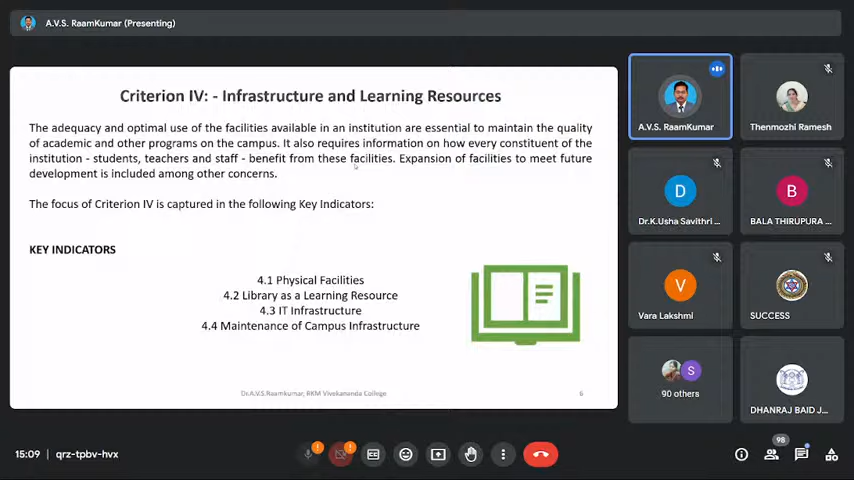 A.V.S. RaamKumar (Presenting)
Criterion IV: - Infrastructure and Learning Resources
The adequacy and optimal use of the facilities available in an institution are essential to maintain the quality
of academic and other programs on the campus. It also requires information on how every constituent of the
institution - students, teachers and staff - benefit from these facilities. Expansion of facilities to meet future
development is included among other concerns.
The focus of Criterion IV is captured in the following Key Indicators:
KEY INDICATORS
4.1 Physical Facilities
4.2 Library as a Learning Resource
4.3 IT Infrastructure
4.4 Maintenance of Campus Infrastructure
Dr.A.V.S.Raamkumar, RKM Vivekananda College
6
A.V.S. RaamKumar
Thenmozhi Ramesh
D
Dr.K.Usha Savithri ...
B
BALA THIRUPURA ...
V
Vara Lakshmi
SUCCESS
S
90 others
DHANRAJ BAID J...
15:09 | qrz-tpbv-hvx
98